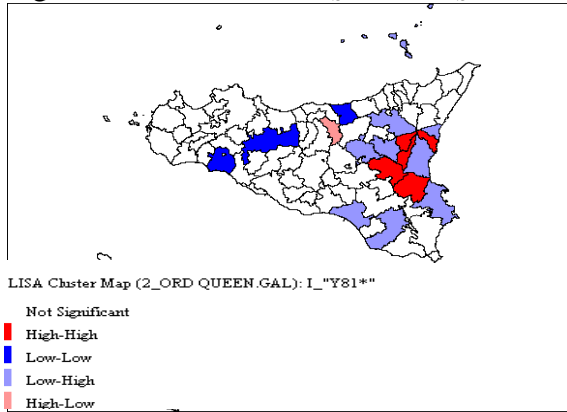 LISA Cluster Map (2_ORD QUEEN.GAL): I_"Y81*"
Not Significant
High-High
Low-Low
Low-High
High-Low